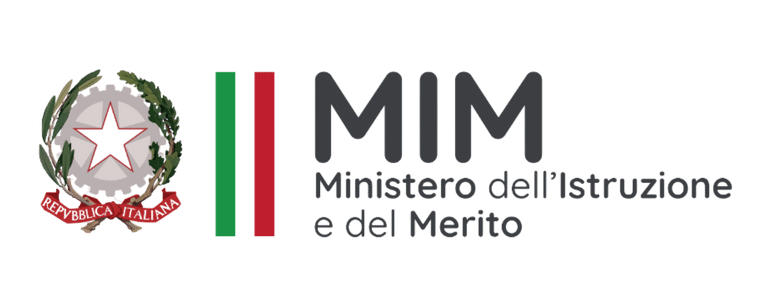 REPVBBLICA ITALIANA
MIM
Ministero dell'Istruzione
e del Merito